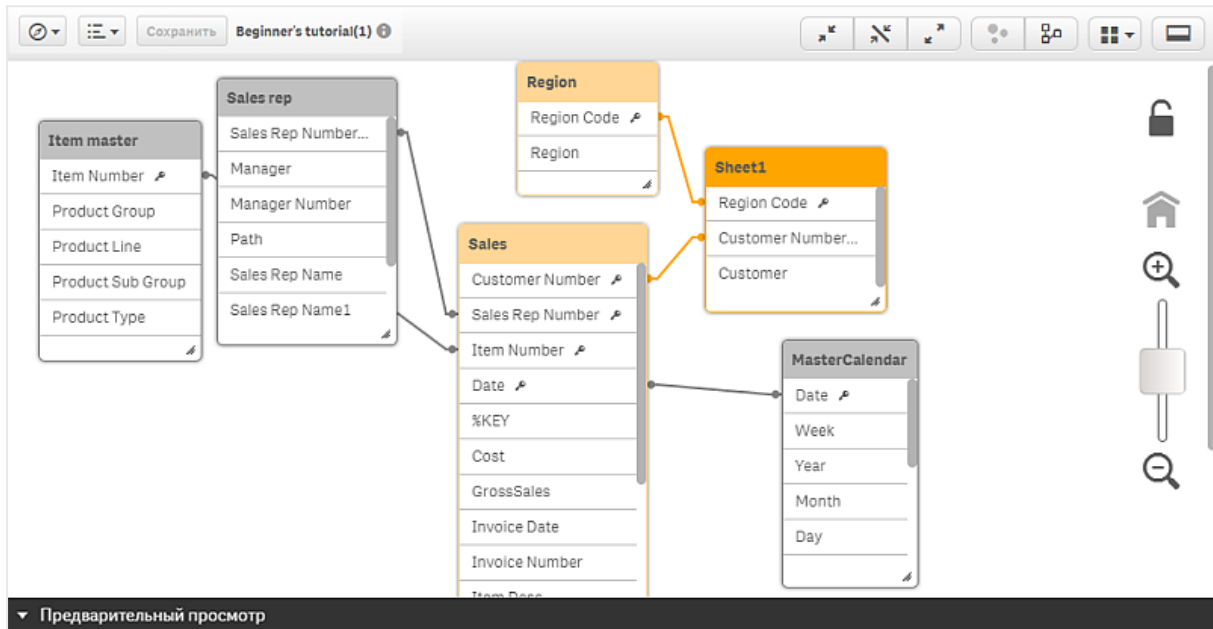 Сохранить Beginner's tutorial(1)
Item master
Item Number
Product Group
Product Line
Product Sub Group
Product Type
Sales rep
Sales Rep Number...
Manager
Manager Number
Path
Sales Rep Name
Sales Rep Name1
Region
Region Code
Region
Sheet1
Region Code
Customer Number...
Customer
Sales
Customer Number
Sales Rep Number
Item Number
Date
%KEY
Cost
GrossSales
Invoice Date
Invoice Number
Item Desc
MasterCalendar
Date
Week
Year
Month
Day
Предварительный просмотр